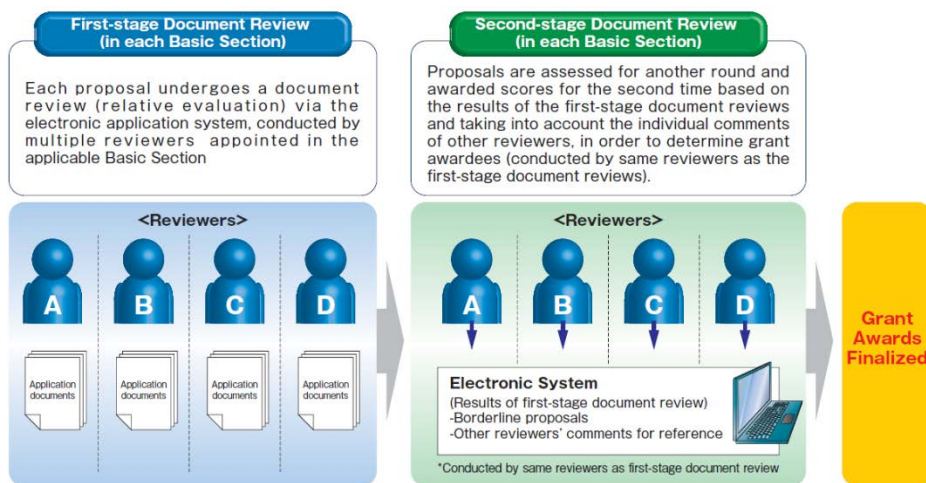 First-stage Document Review
(in each Basic Section)
Each proposal undergoes a document
review (relative evaluation) via the
electronic application system, conducted by
multiple reviewers appointed in the
applicable Basic Section
Second-stage Document Review
(in each Basic Section)
Proposals are assessed for another round and
awarded scores for the second time based on
the results of the first-stage document reviews
and taking into account the individual comments
of other reviewers, in order to determine grant
awardees (conducted by same reviewers as the
first-stage document reviews).
<Reviewers>
A B C D
Application
documents
Application
documents
Application
documents
Application
documents
<Reviewers>
A B C D
Electronic System
(Results of first-stage document review)
-Borderline proposals
-Other reviewers' comments for reference
*Conducted by same reviewers as first-stage document review
Grant
Awards
Finalized